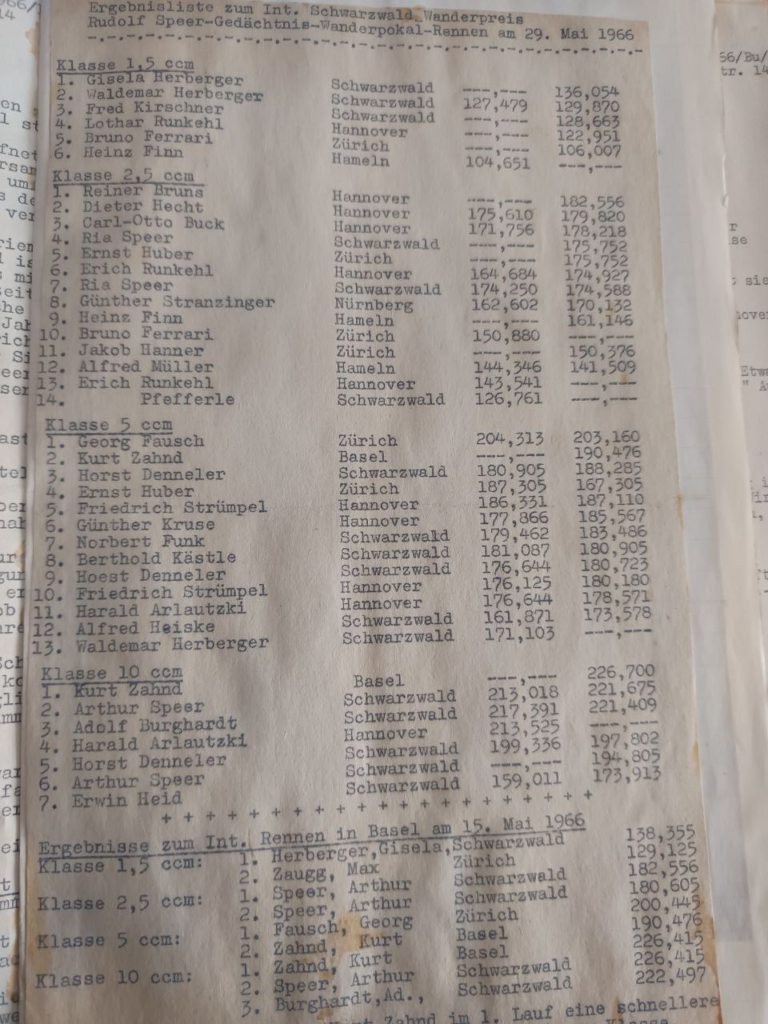 Ergebnisliste zum Int. Schwarzwald Wanderpreis
Rudolf Speer-Gedächtnis-Wanderpokal-Rennen am 29. Mai 1966
Klasse 1,5 ccm
1. Gisela Herberger Schwarzwald ---,--- 136,054
2. Waldemar Herberger Schwarzwald 127,479 129,870
3. Fred Kirschner Schwarzwald ---,--- 128,663
4. Lothar Runkehl Hannover ---,--- 122,951
5. Bruno Ferrari Zürich ---,--- 106,007
6. Heinz Finn Hameln 104,651 ---,---
Klasse 2,5 ccm
1. Reiner Bruns Hannover ---,--- 182,556
2. Dieter Hecht Hannover 175,610 179,820
3. Carl-Otto Buck Hannover 171,756 178,218
4. Ria Speer Schwarzwald ---,--- 175,752
5. Ernst Huber Zürich ---,--- 175,752
6. Erich Runkehl Hannover 164,684 174,927
7. Ria Speer Schwarzwald 174,250 174,588
8. Günther Stranzinger Nürnberg 162,602 170,132
9. Heinz Finn Hameln ---,--- 161,146
10. Bruno Ferrari Zürich 150,880 ---,---
11. Jakob Hanner Zürich ---,--- 150,376
12. Alfred Müller Hameln 144,346 141,509
13. Erich Runkehl Hannover 143,541 ---,---
14. Pfefferle Schwarzwald 126,761 ---,---
Klasse 5 ccm
1. Georg Fausch Zürich 204,313 203,160
2. Kurt Zahnd Basel ---,--- 190,476
3. Horst Denneler Schwarzwald 180,905 188,285
4. Ernst Huber Zürich 187,305 167,305
5. Friedrich Strümpel Hannover 186,331 187,110
6. Günther Kruse Hannover 177,866 185,567
7. Norbert Funk Schwarzwald 179,462 183,486
8. Berthold Kästle Schwarzwald 181,087 180,905
9. Hoest Denneler Schwarzwald 176,644 180,723
10. Friedrich Strümpel Hannover 176,125 180,180
11. Harald Arlautzki Hannover 176,644 178,571
12. Alfred Heiske Schwarzwald 161,871 173,578
13. Waldemar Herberger Schwarzwald 171,103 ---,---
Klasse 10 ccm
1. Kurt Zahnd Basel ---,--- 226,700
2. Arthur Speer Schwarzwald 213,018 221,675
3. Adolf Burghardt Schwarzwald 217,391 221,409
4. Harald Arlautzki Hannover 213,525 ---,---
5. Horst Denneler Schwarzwald 199,336 197,802
6. Arthur Speer Schwarzwald ---,--- 194,805
7. Erwin Heid Schwarzwald 159,011 173,913
+ + + + + + + + + + + + + + + + + + + +
Ergebnisse zum Int. Rennen in Basel am 15. Mai 1966
Klasse 1,5 ccm: 1. Herberger,Gisela,Schwarzwald 138,355
2. Zaugg, Max Zürich 129,125
Klasse 2,5 ccm: 1. Speer, Arthur Schwarzwald 182,556
2. Speer, Arthur Schwarzwald 180,605
Klasse 5 ccm: 1. Fausch, Georg Zürich 200,445
2. Zahnd, Kurt Basel 190,476
Klasse 10 ccm: 1. Zahnd, Kurt Basel 226,415
2. Speer, Arthur Schwarzwald 226,415
3. Burghardt,Ad., Schwarzwald 222,497
Zahnd im 1. Lauf eine schnellere